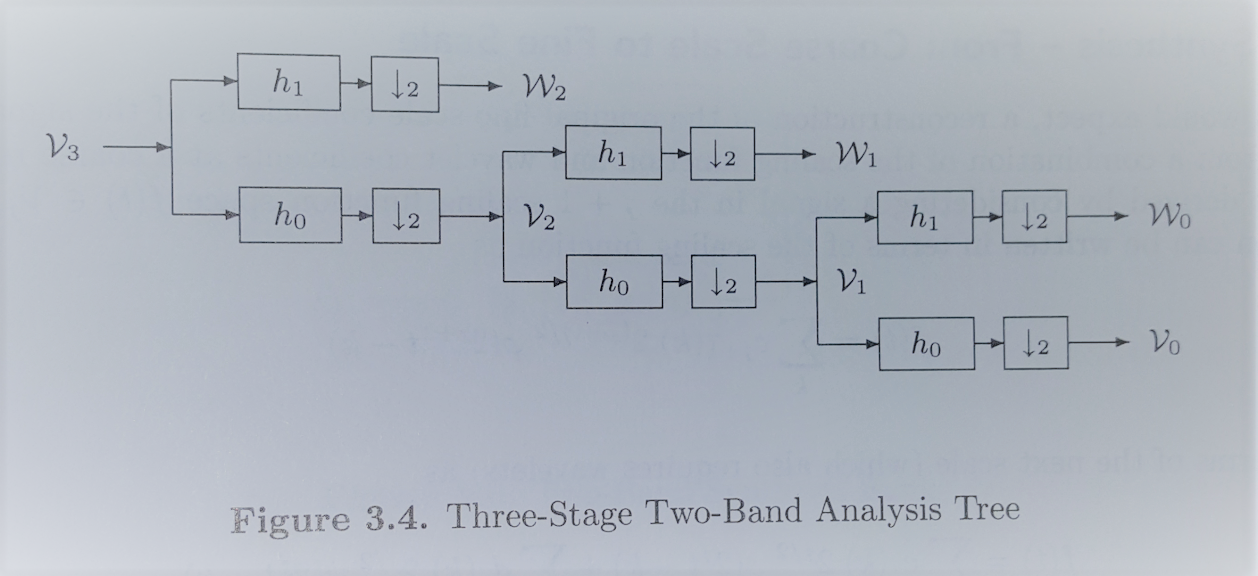 h₁ ↓2 𝒲₂
𝒱₃ h₁ ↓2 𝒲₁
h₀ ↓2 𝒱₂ h₁ ↓2 𝒲₀
h₀ ↓2 𝒱₁
h₀ ↓2 𝒱₀
Figure 3.4. Three-Stage Two-Band Analysis Tree